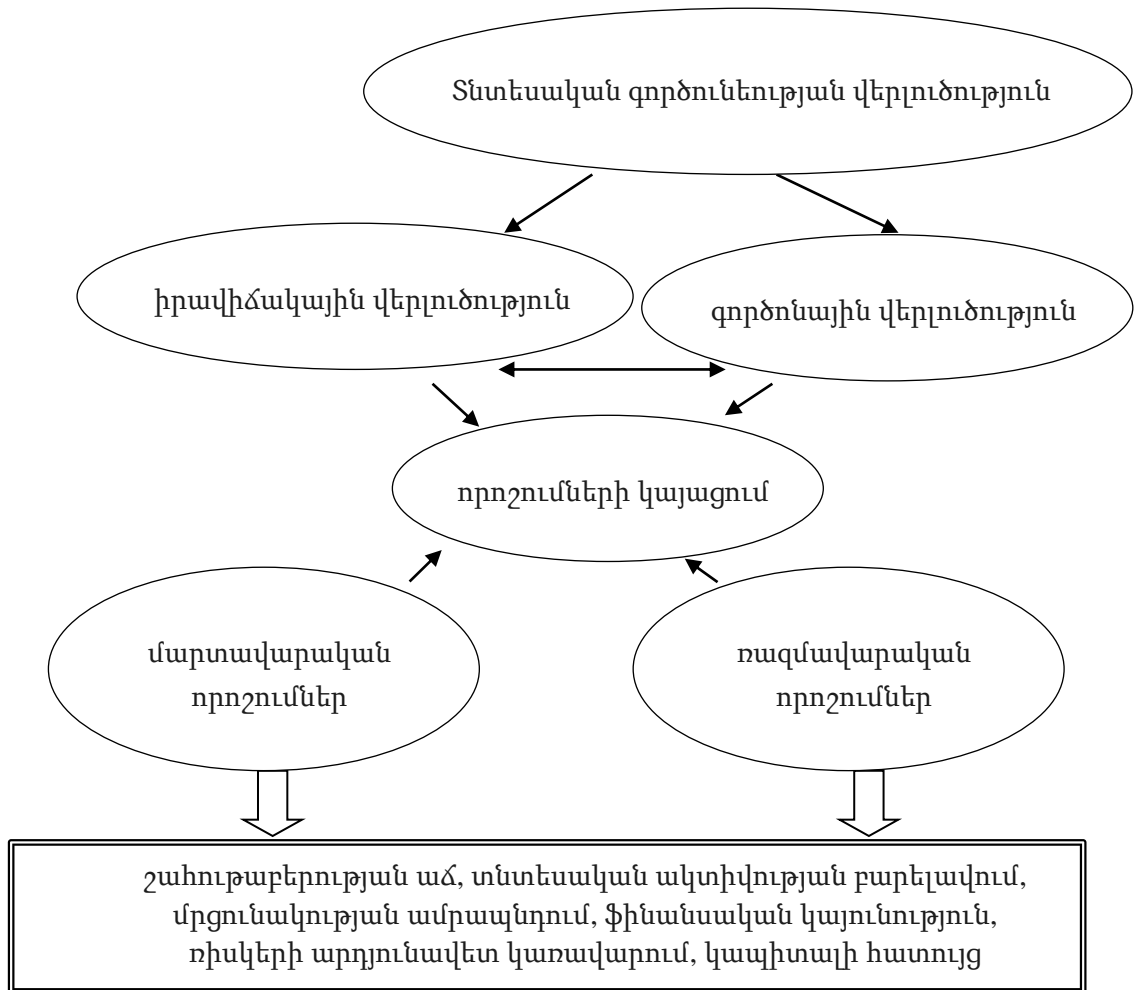 Տնտեսական գործունեության վերլուծություն
իրավիճակային վերլուծություն
գործոնային վերլուծություն
որոշումների կայացում
մարտավարական
որոշումներ
ռազմավարական
որոշումներ
շահութաբերության աճ, տնտեսական ակտիվության բարելավում,
մրցունակության ամրապնդում, ֆինանսական կայունություն,
ռիսկերի արդյունավետ կառավարում, կապիտալի հատույց